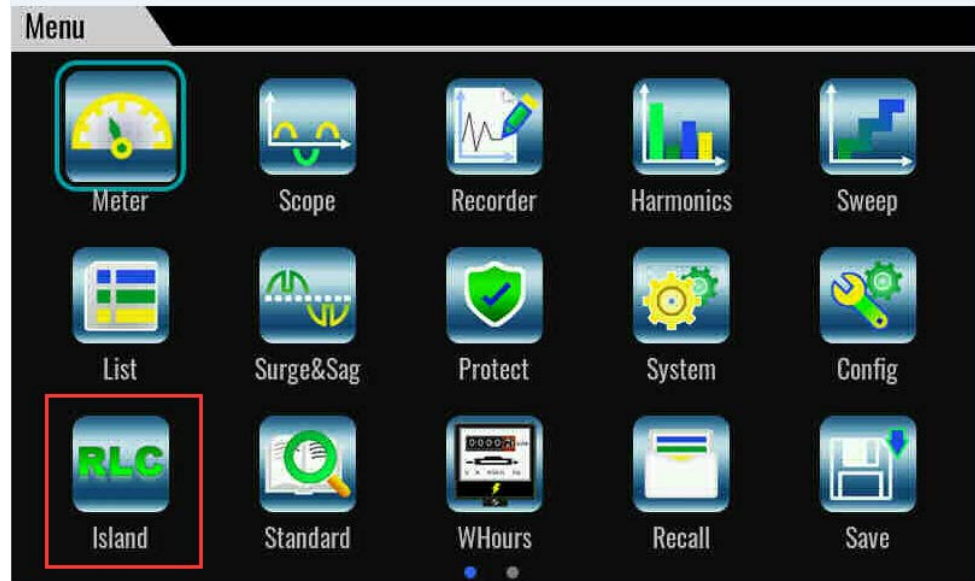 Menu
Meter Scope Recorder Harmonics Sweep
List Surge&Sag Protect System Config
RLC
Island Standard WHours Recall Save